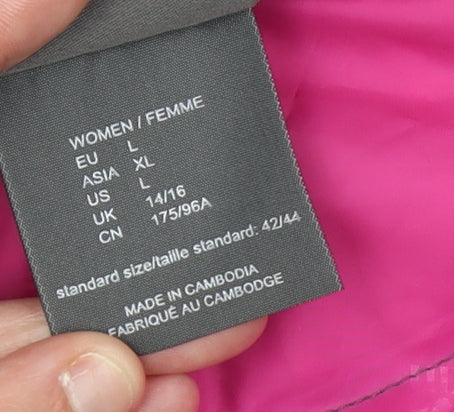 WOMEN / FEMME
EU L
ASIA XL
US L
UK 14/16
CN 175/96A
standard size/taille standard: 42/44
MADE IN CAMBODIA
FABRIQUÉ AU CAMBODGE